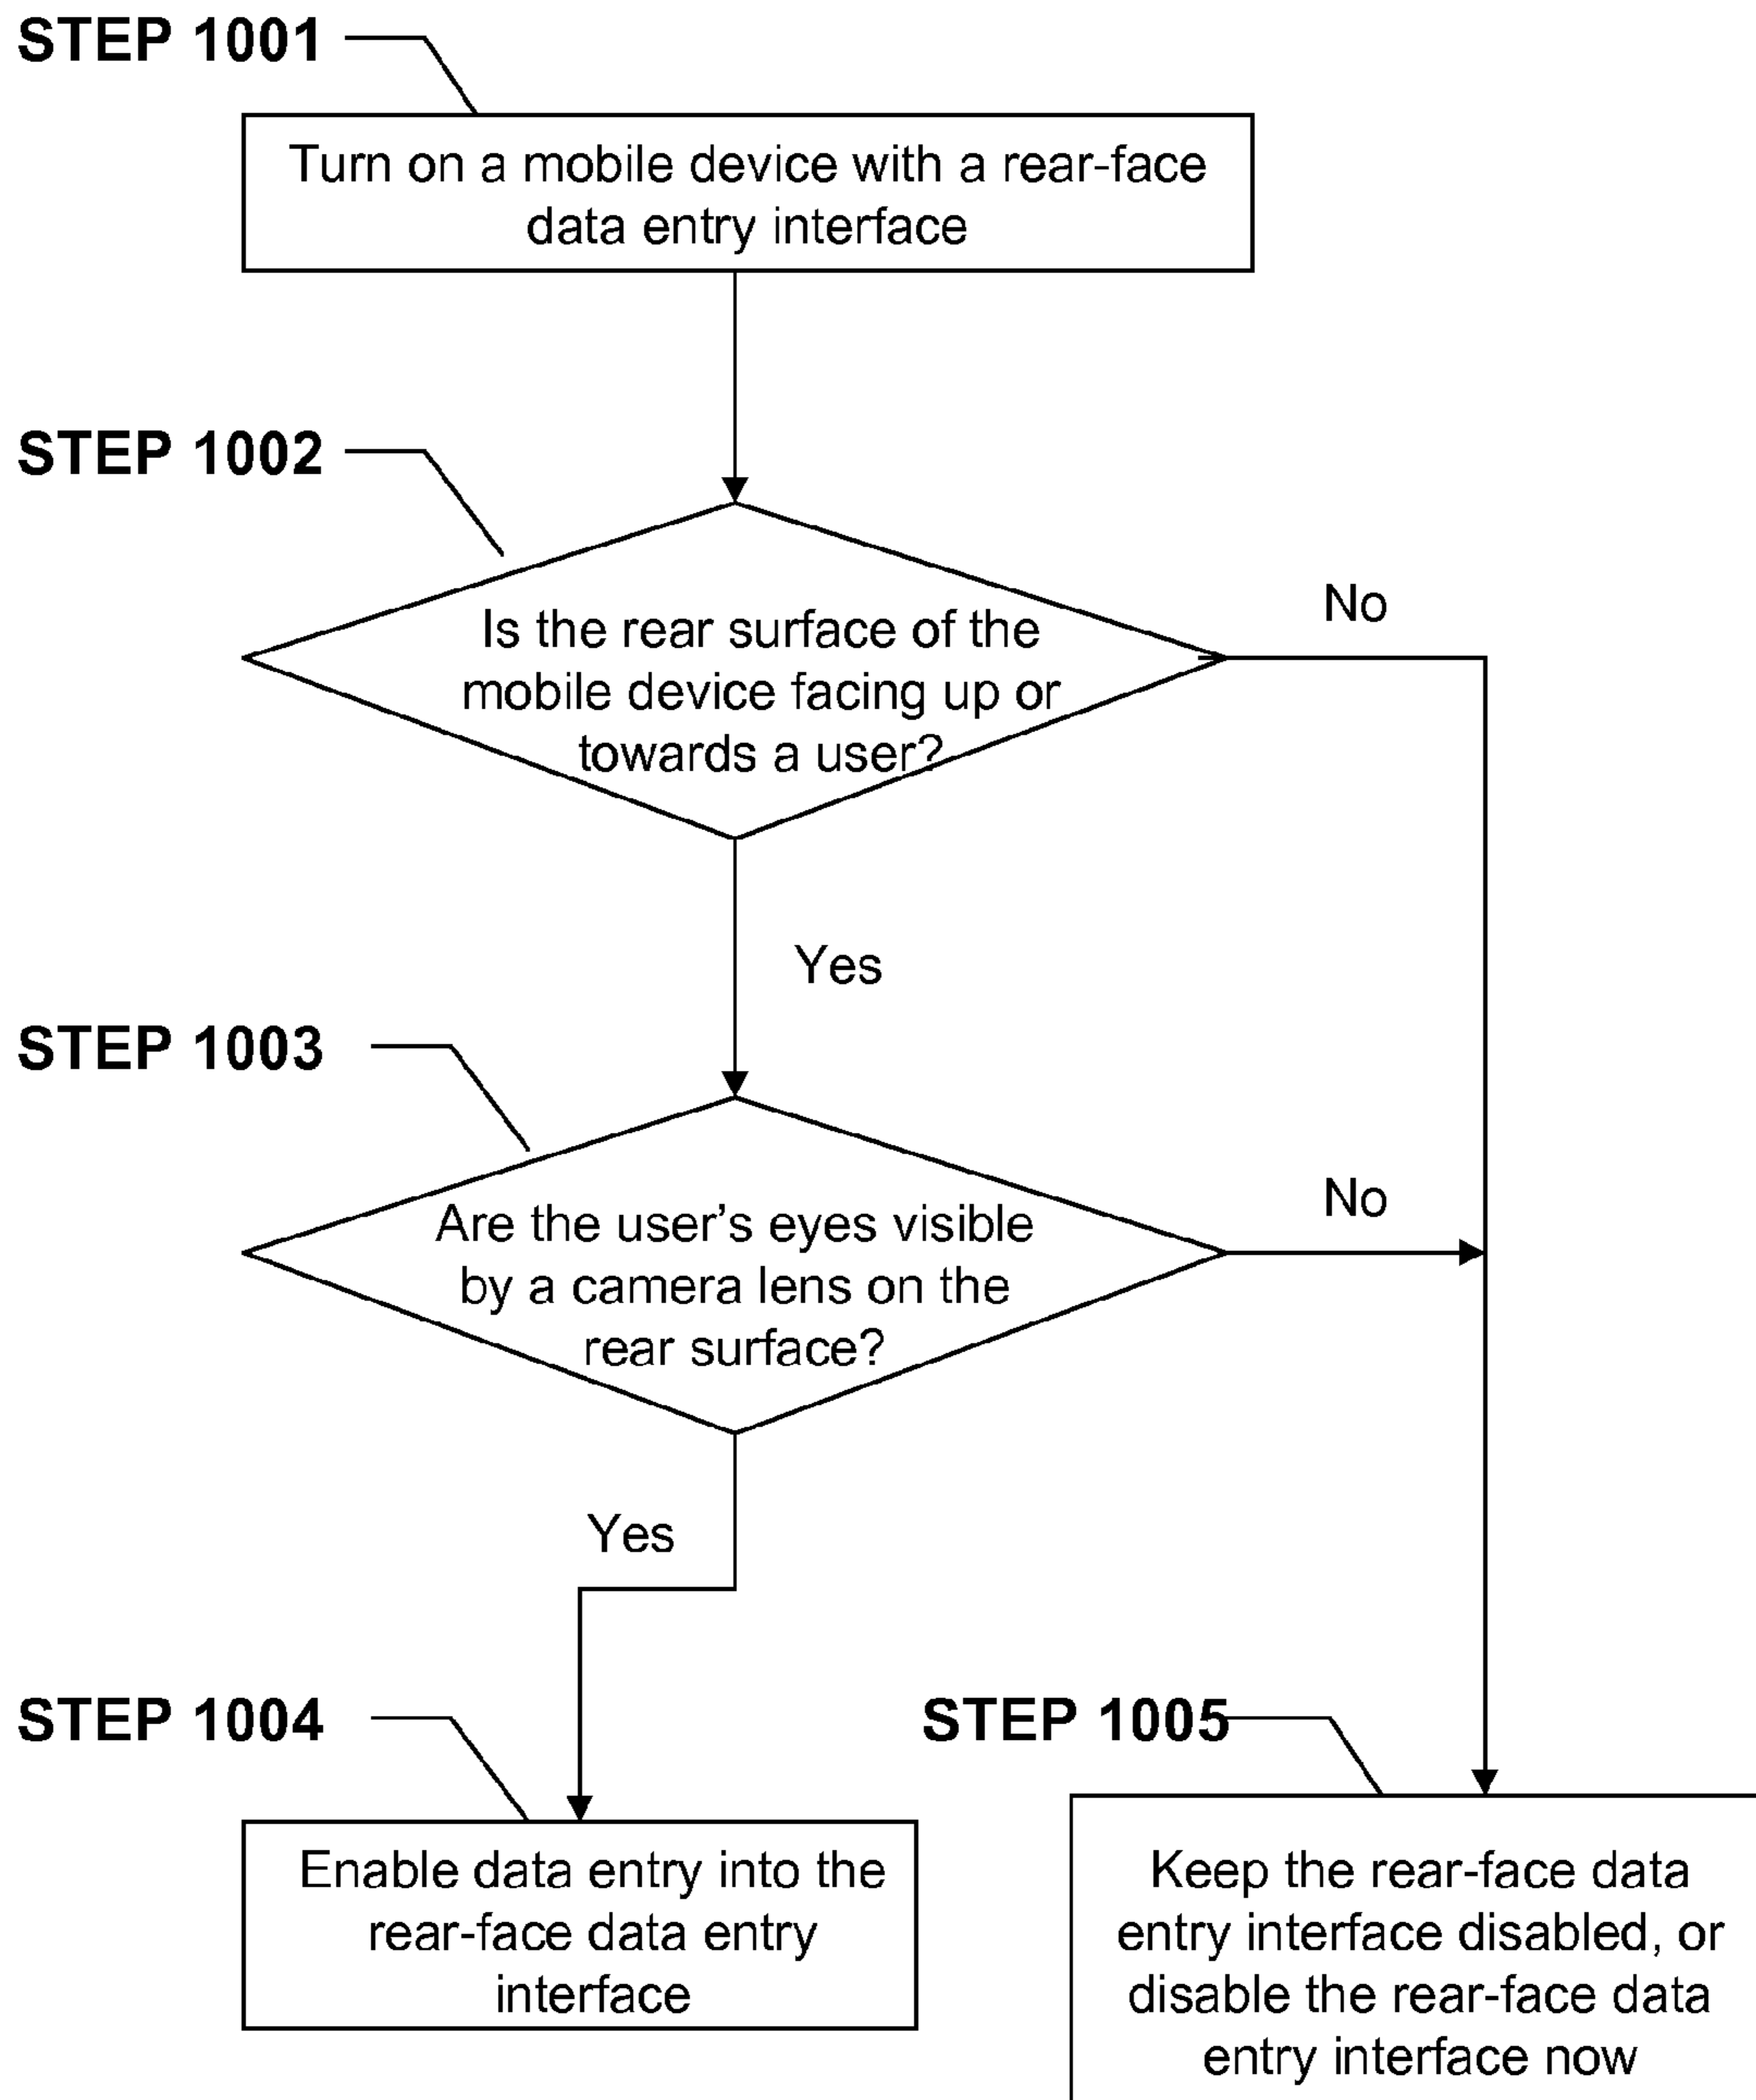 STEP 1001
Turn on a mobile device with a rear-face
data entry interface
STEP 1002
Is the rear surface of the
mobile device facing up or
towards a user?
No
Yes
STEP 1003
Are the user’s eyes visible
by a camera lens on the
rear surface?
No
Yes
STEP 1004
Enable data entry into the
rear-face data entry
interface
STEP 1005
Keep the rear-face data
entry interface disabled, or
disable the rear-face data
entry interface now